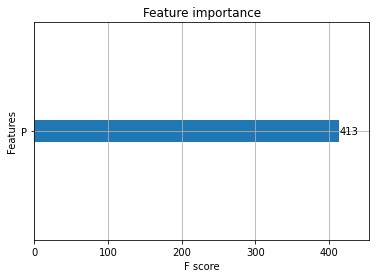 Feature importance
Features
P
413
0 100 200 300 400
F score